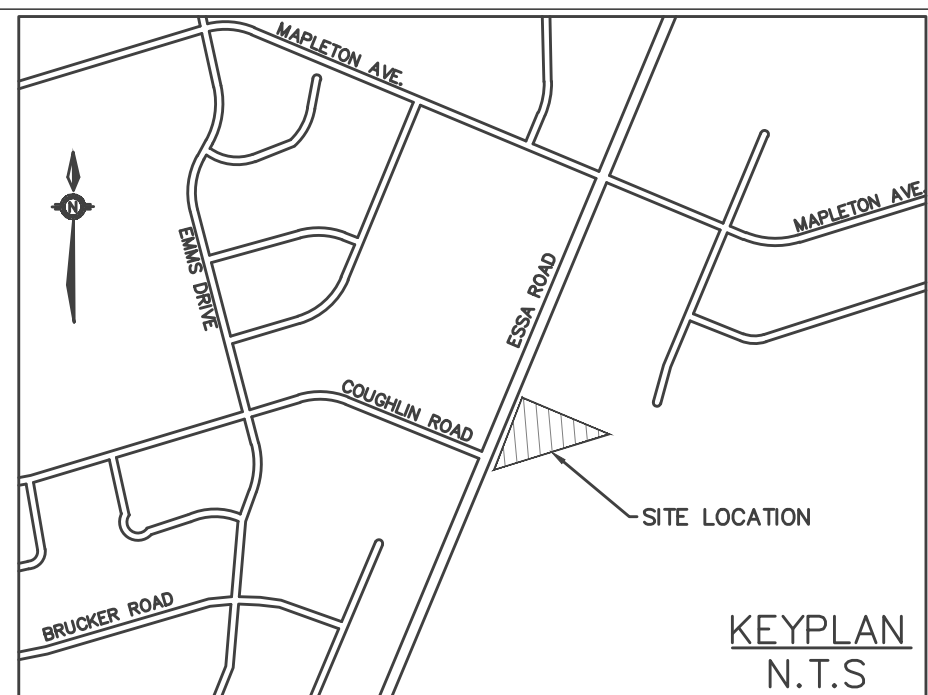 MAPLETON AVE.
N
MAPLETON AVE.
EMMS DRIVE
ESSA ROAD
COUGHLIN ROAD
SITE LOCATION
BRUCKER ROAD
KEYPLAN
N.T.S